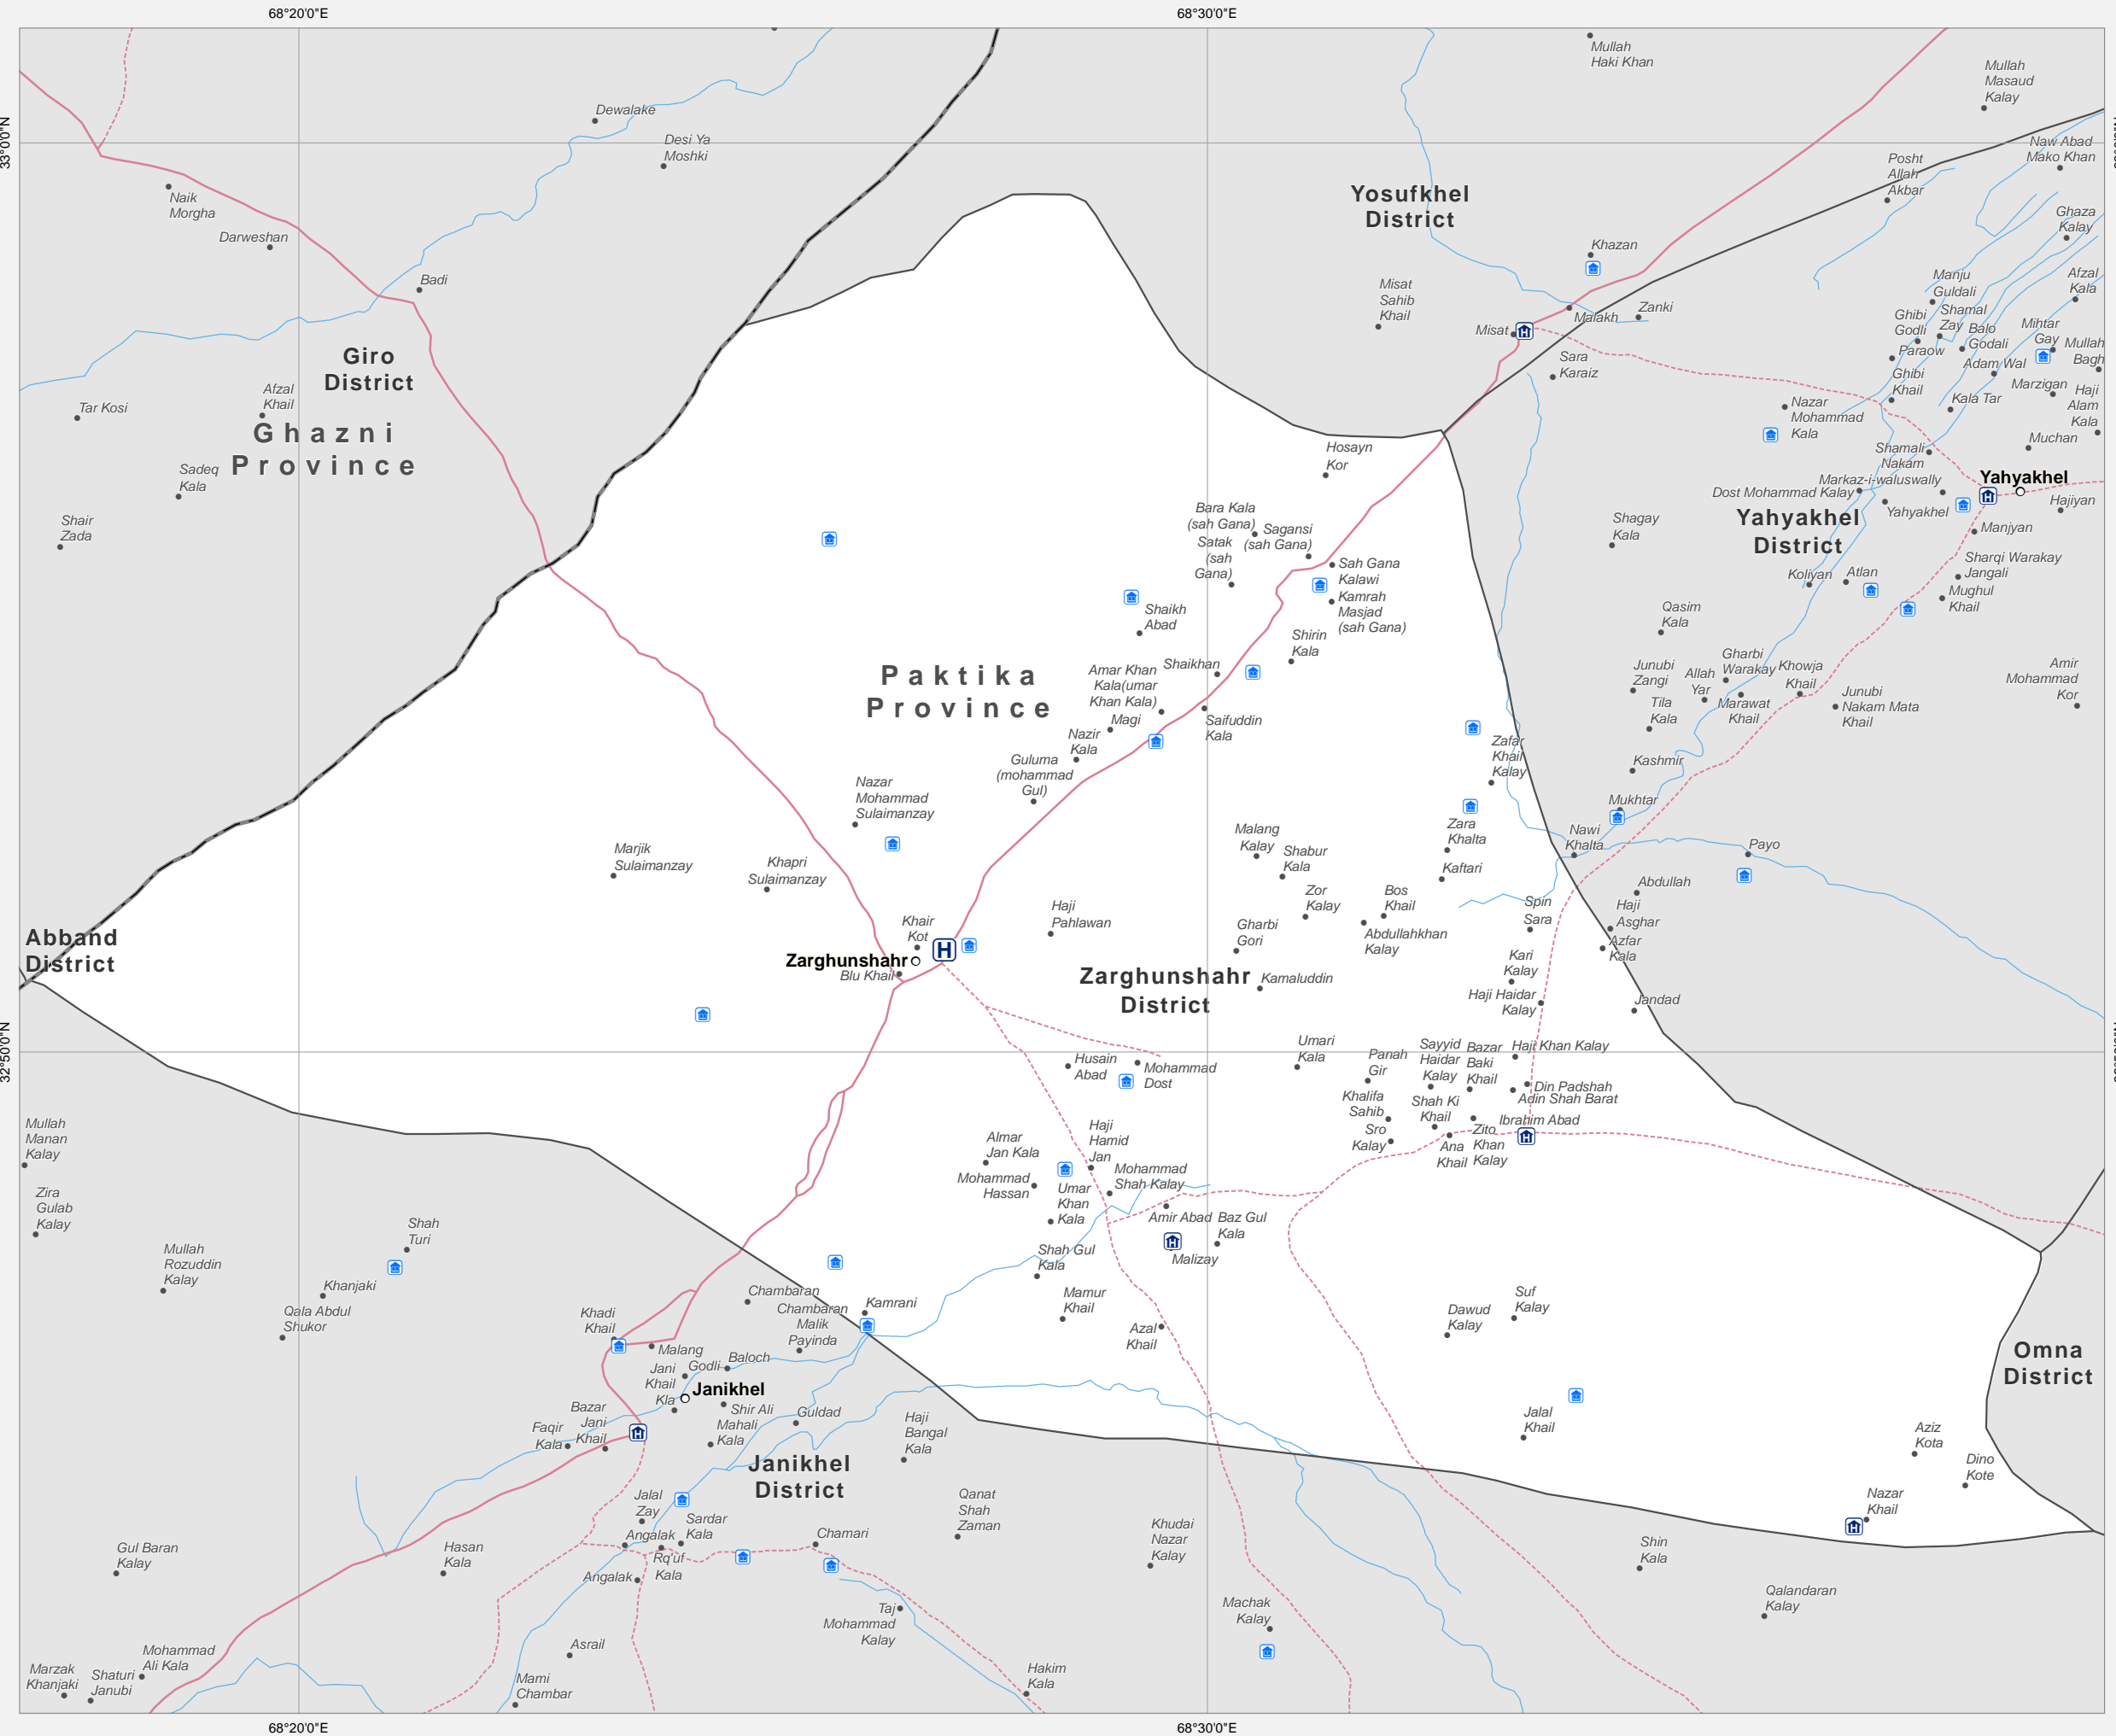 68°20'0"E
68°30'0"E
33°0'0"N
32°50'0"N
Mullah
Haki Khan
Mullah
Masaud
Kalay
Dewalake
Desi Ya
Moshki
Naik
Morgha
Darweshan
Badi
Yosufkhel
District
Posht
Allah
Akbar
Naw Abad
Mako Khan
Ghaza
Kalay
Khazan
Misat
Sahib
Khail
Misat
Malakh
Zanki
Sara
Karaiz
Manju
Guldali
Afzal
Kala
Ghibi
Godli
Shamal
Zay
Balo
Godali
Mihtar
Gay
Mullah
Bagh
Paraow
Adam Wal
Ghibi
Khail
Kala Tar
Marzigan
Haji
Alam
Kala
Nazar
Mohammad
Kala
Muchan
Shamali
Nakam
Markaz-i-waluswally
Dost Mohammad Kalay
Yahyakhel
Yahyakhel
Hajiyan
Yahyakhel
District
Manjyan
Shagay
Kala
Sharqi Warakay
Jangali
Koliyan
Atlan
Mughul
Khail
Qasim
Kala
Gharbi
Warakay
Khowja
Khail
Junubi
Zangi
Allah
Yar
Marawat
Khail
Junubi
Nakam Mata
Khail
Amir
Mohammad
Kor
Tila
Kala
Kashmir
Mukhtar
Nawi
Khalta
Payo
Abdullah
Haji
Asghar
Azfar
Kala
Jandad
Giro
District
Ghazni
Province
Afzal
Khail
Tar Kosi
Sadeq
Kala
Shair
Zada
Abband
District
Hosayn
Kor
Bara Kala
(sah Gana)
Sagansi
(sah Gana)
Satak
(sah
Gana)
Sah Gana
Kalawi
Kamrah
Masjad
(sah Gana)
Shaikh
Abad
Shirin
Kala
Paktika
Province
Amar Khan
Kala(umar
Khan Kala)
Shaikhan
Magi
Saifuddin
Kala
Nazir
Kala
Guluma
(mohammad
Gul)
Zafar
Khail
Kalay
Nazar
Mohammad
Sulaimanzay
Marjik
Sulaimanzay
Khapri
Sulaimanzay
Malang
Kalay
Shabur
Kala
Zara
Khalta
Kaftari
Zor
Kalay
Bos
Khail
Abdullahkhan
Kalay
Spin
Sara
Haji
Pahlawan
Gharbi
Gori
Khair
Kot
Zarghunshahr
Blu Khail
Zarghunshahr
District
Kamaluddin
Kari
Kalay
Haji Haidar
Kalay
Umari
Kala
Panah
Gir
Sayyid
Haidar
Kalay
Bazar
Baki
Khail
Haji Khan Kalay
Husain
Abad
Mohammad
Dost
Din Padshah
Adin Shah Barat
Khalifa
Sahib
Shah Ki
Khail
Ibrahim Abad
Sro
Kalay
Ana
Khail
Zito
Khan
Kalay
Almar
Jan Kala
Haji
Hamid
Jan
Mohammad
Hassan
Mohammad
Shah Kalay
Umar
Khan
Kala
Amir Abad
Baz Gul
Kala
Malizay
Shah Gul
Kala
Mamur
Khail
Azal
Khail
Dawud
Kalay
Suf
Kalay
Jalal
Khail
Aziz
Kota
Dino
Kote
Nazar
Khail
Omna
District
Mullah
Manan
Kalay
Zira
Gulab
Kalay
Mullah
Rozuddin
Kalay
Shah
Turi
Khanjaki
Qala Abdul
Shukor
Khadi
Khail
Chambaran
Chambaran
Malik
Payinda
Kamrani
Malang
Jani
Khail
Kla
Godli
Baloch
Janikhel
Shir Ali
Mahali
Kala
Guldad
Bazar
Jani
Khail
Faqir
Kala
Haji
Bangal
Kala
Janikhel
District
Jalal
Zay
Sardar
Kala
Angalak
Rq'uf
Kala
Angalak
Chamari
Qanat
Shah
Zaman
Khudai
Nazar
Kalay
Shin
Kala
Qalandaran
Kalay
Machak
Kalay
Gul Baran
Kalay
Hasan
Kala
Taj
Mohammad
Kalay
Hakim
Kala
Asrail
Mami
Chambar
Mohammad
Ali Kala
Marzak
Khanjaki
Shaturi
Janubi
68°20'0"E
68°30'0"E